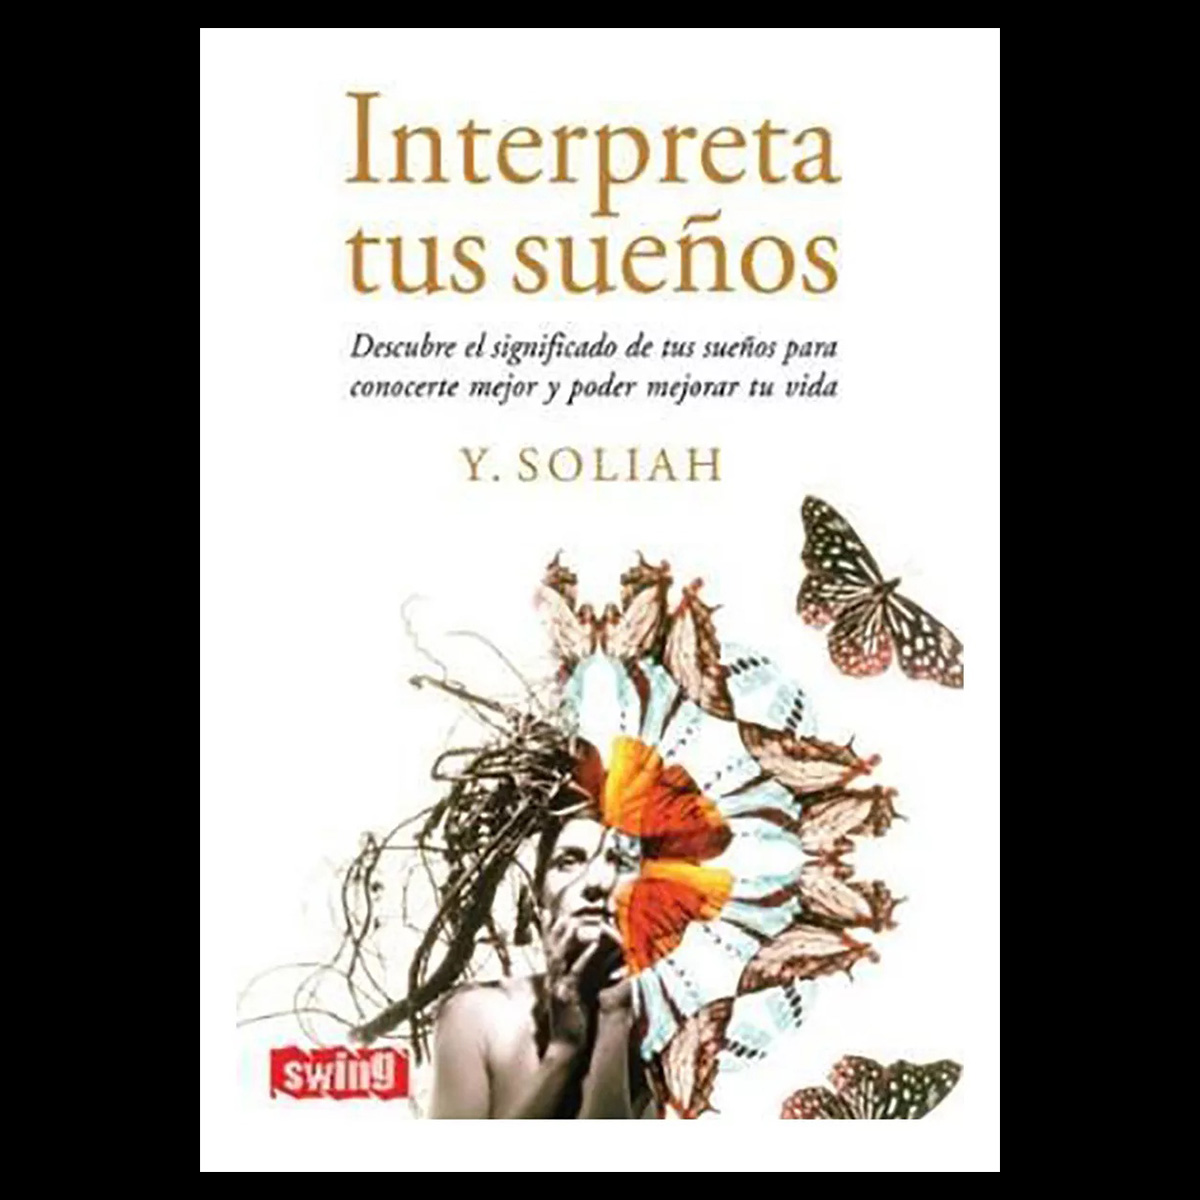 Interpreta
tus sueños
Descubre el significado de tus sueños para
conocerte mejor y poder mejorar tu vida
Y. SOLIAH
swing